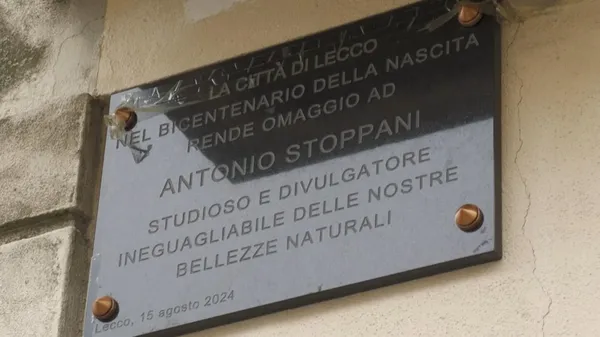 LA CITTÀ DI LECCO
NEL BICENTENARIO DELLA NASCITA
RENDE OMAGGIO AD
ANTONIO STOPPANI
STUDIOSO E DIVULGATORE
INEGUAGLIABILE DELLE NOSTRE
BELLEZZE NATURALI
Lecco, 15 agosto 2024